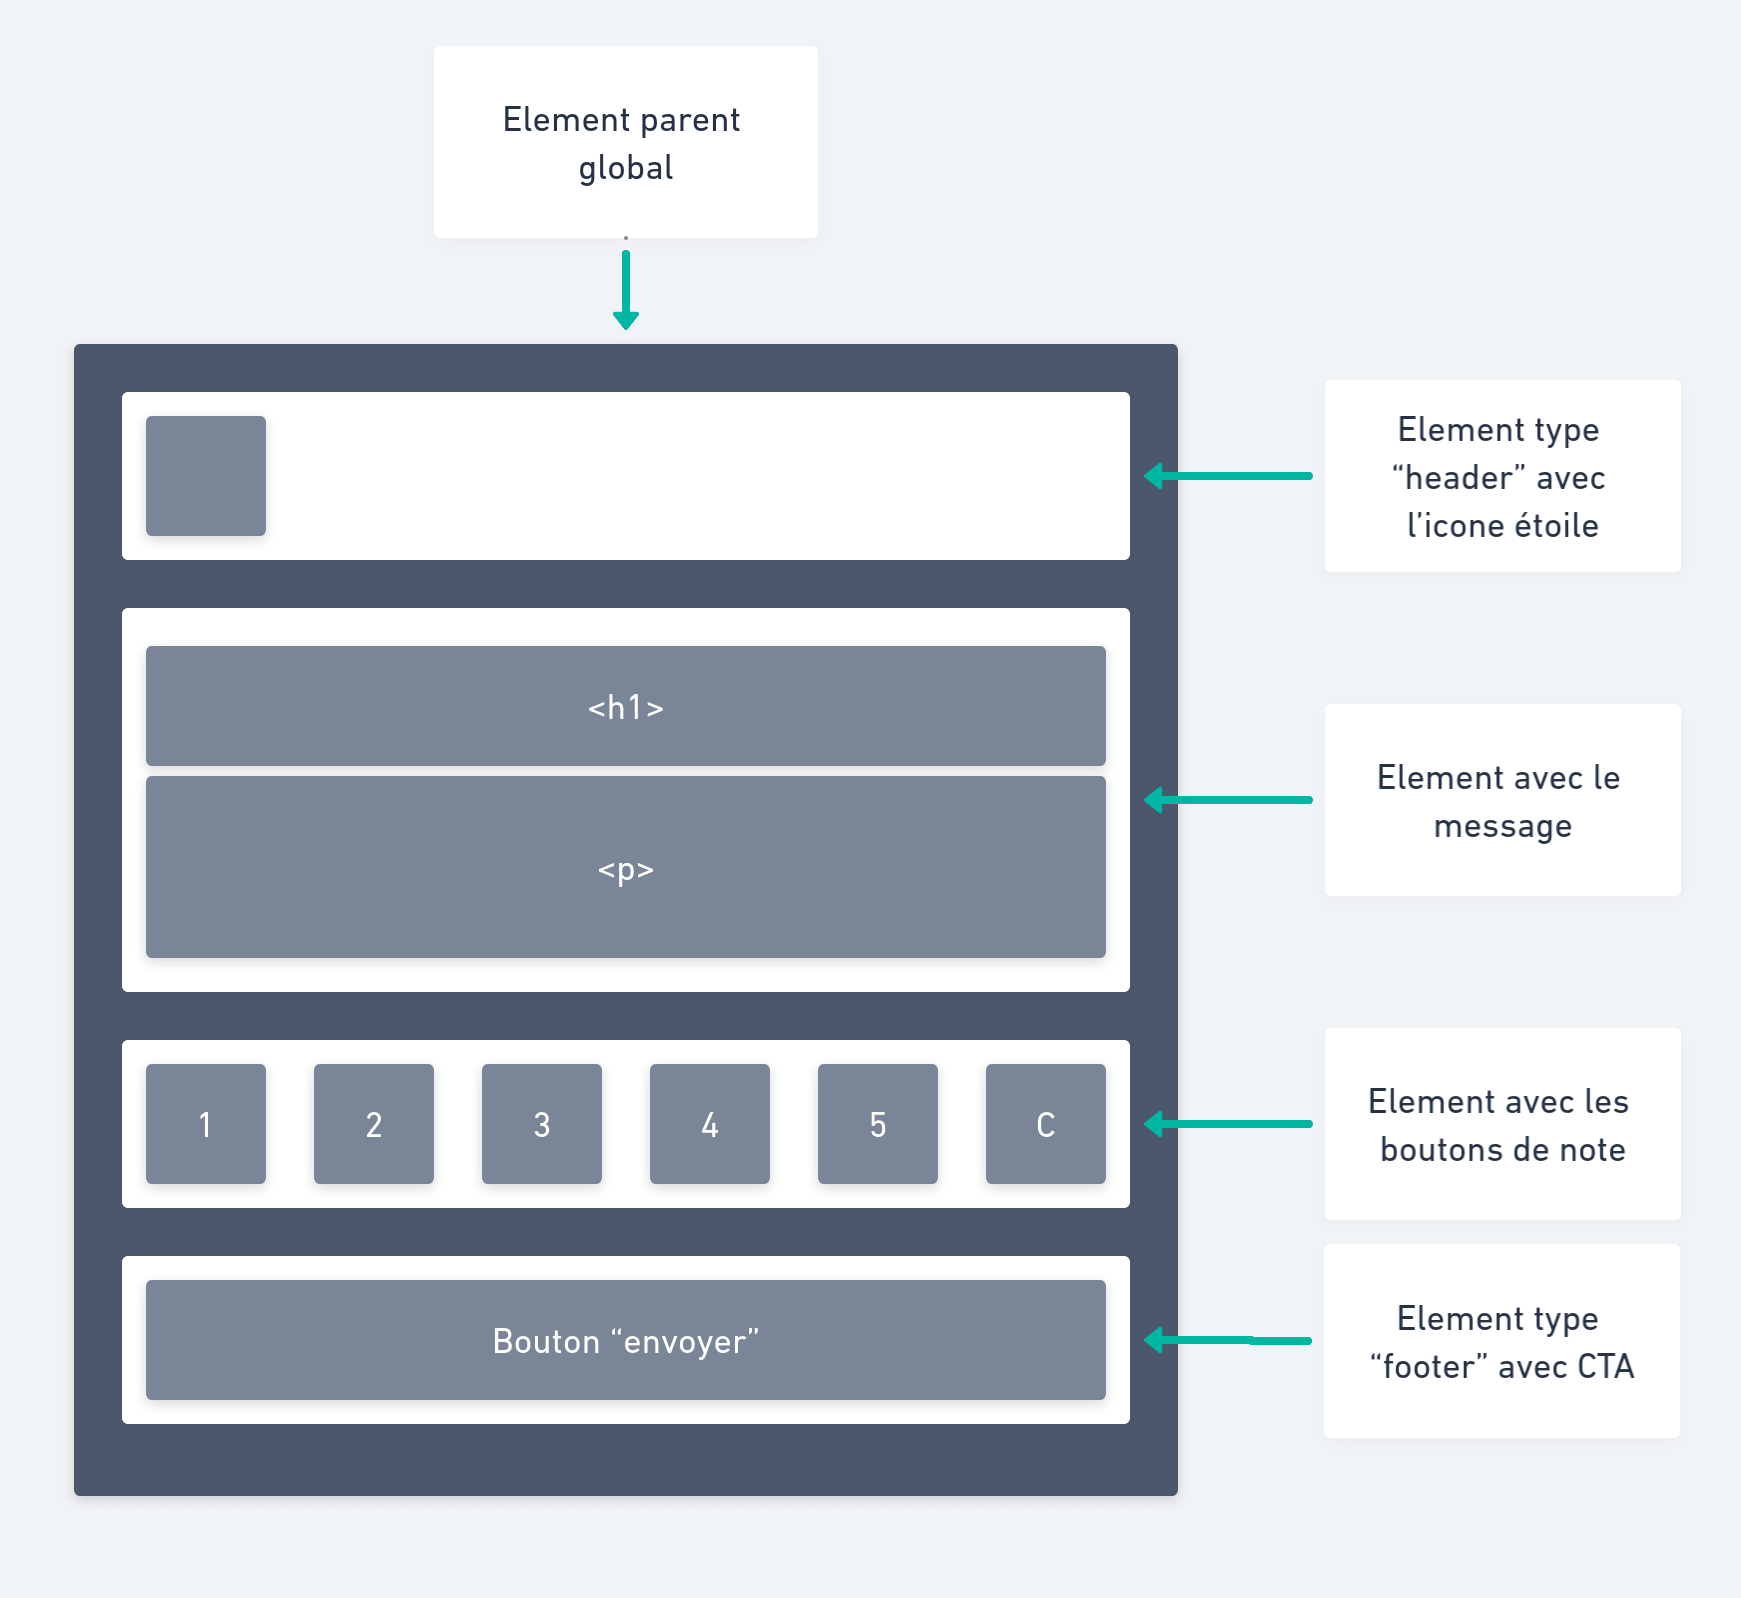 Element parent
global
Element type
“header” avec
l’icone étoile
<h1>
<p>
Element avec le
message
1 2 3 4 5 C
Element avec les
boutons de note
Bouton “envoyer”
Element type
“footer” avec CTA